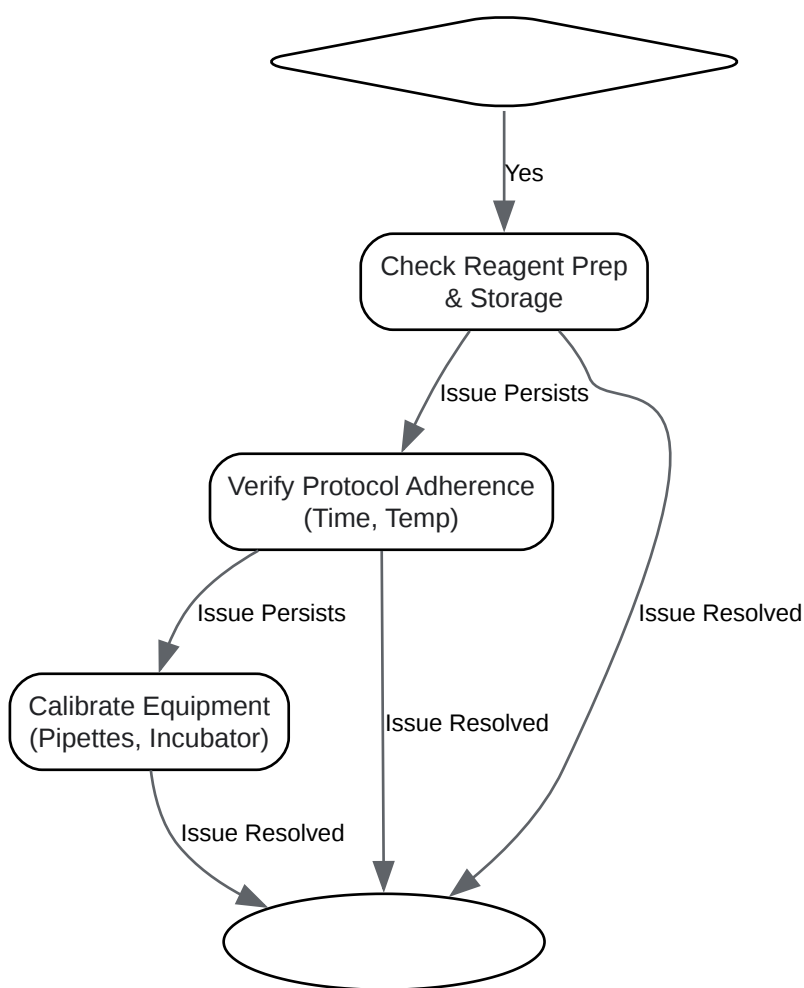 Yes
Check Reagent Prep
& Storage
Issue Persists
Verify Protocol Adherence
(Time, Temp)
Issue Persists
Issue Resolved
Calibrate Equipment
(Pipettes, Incubator)
Issue Resolved
Issue Resolved